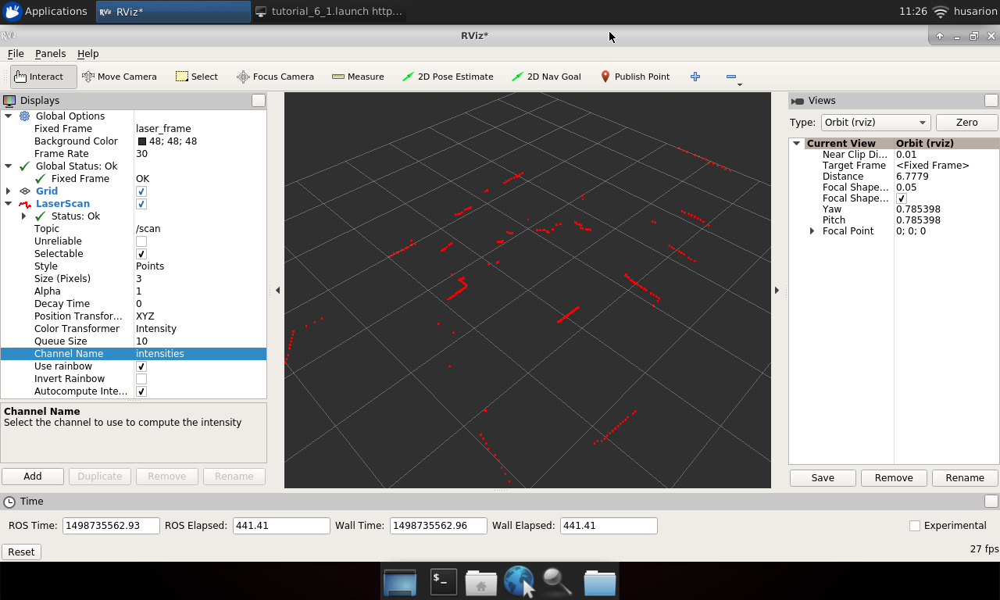 Applications RViz* tutorial_6_1.launch http... 11:26 husarion
RViz*
File Panels Help
Interact Move Camera Select Focus Camera Measure 2D Pose Estimate 2D Nav Goal Publish Point
Displays
Global Options
Fixed Frame laser_frame
Background Color 48; 48; 48
Frame Rate 30
Global Status: Ok
Fixed Frame OK
Grid
LaserScan
Status: Ok
Topic /scan
Unreliable
Selectable
Style Points
Size (Pixels) 3
Alpha 1
Decay Time 0
Position Transfor... XYZ
Color Transformer Intensity
Queue Size 10
Channel Name intensities
Use rainbow
Invert Rainbow
Autocompute Inte...
Channel Name
Select the channel to use to compute the intensity
Add Duplicate Remove Rename
Views
Type: Orbit (rviz) Zero
Current View Orbit (rviz)
Near Clip Di... 0.01
Target Frame <Fixed Frame>
Distance 6.7779
Focal Shape... 0.05
Focal Shape...
Yaw 0.785398
Pitch 0.785398
Focal Point 0; 0; 0
Save Remove Rename
Time
ROS Time: 1498735562.93 ROS Elapsed: 441.41 Wall Time: 1498735562.96 Wall Elapsed: 441.41 Experimental
Reset 27 fps